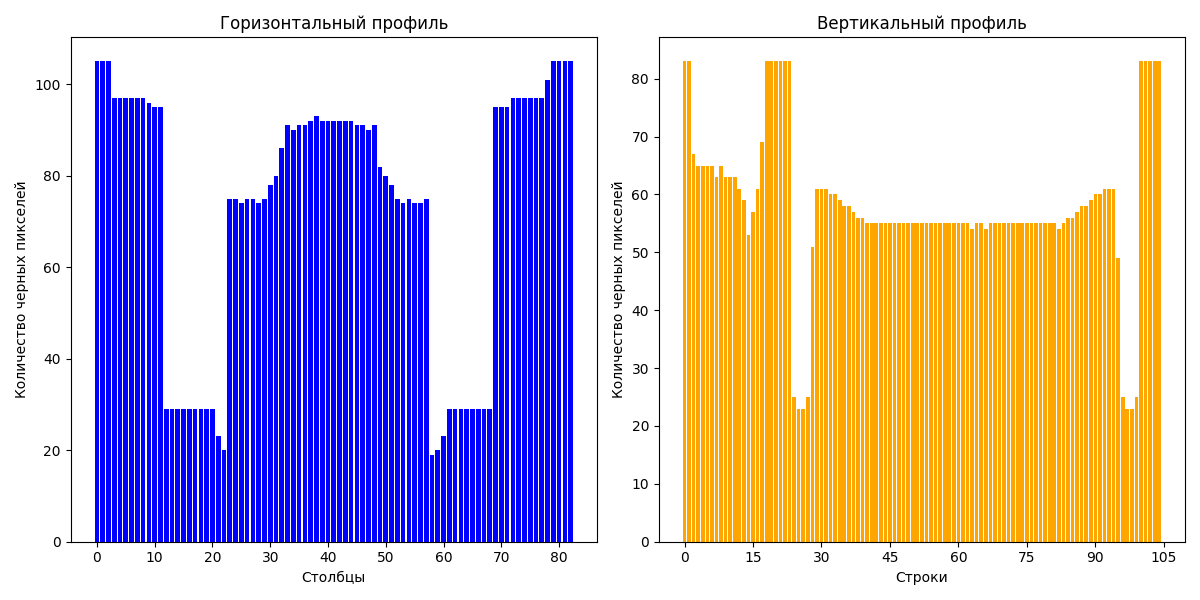 Горизонтальный профиль
Количество черных пикселей
100
80
60
40
20
0
0 10 20 30 40 50 60 70 80
Столбцы
Вертикальный профиль
Количество черных пикселей
80
70
60
50
40
30
20
10
0
0 15 30 45 60 75 90 105
Строки